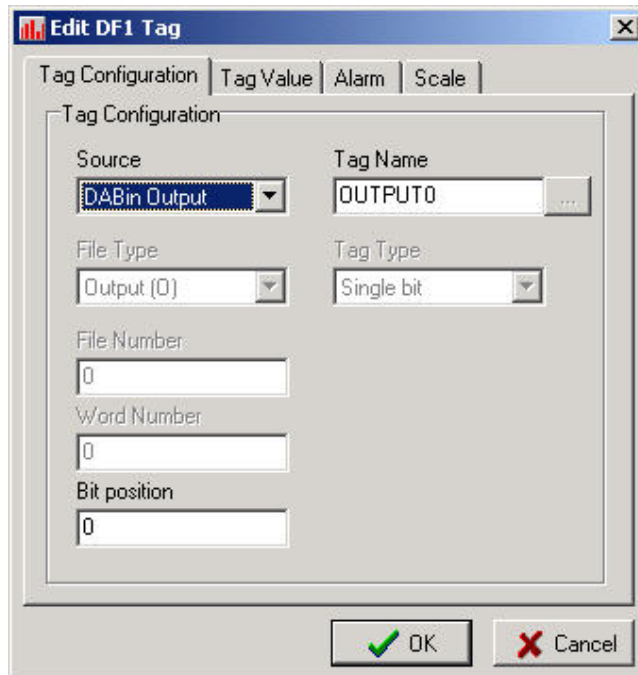 Edit DF1 Tag
Tag Configuration Tag Value Alarm Scale
Tag Configuration
Source Tag Name
DABin Output OUTPUT0 ...
File Type Tag Type
Output (O) Single bit
File Number
0
Word Number
0
Bit position
0
OK Cancel